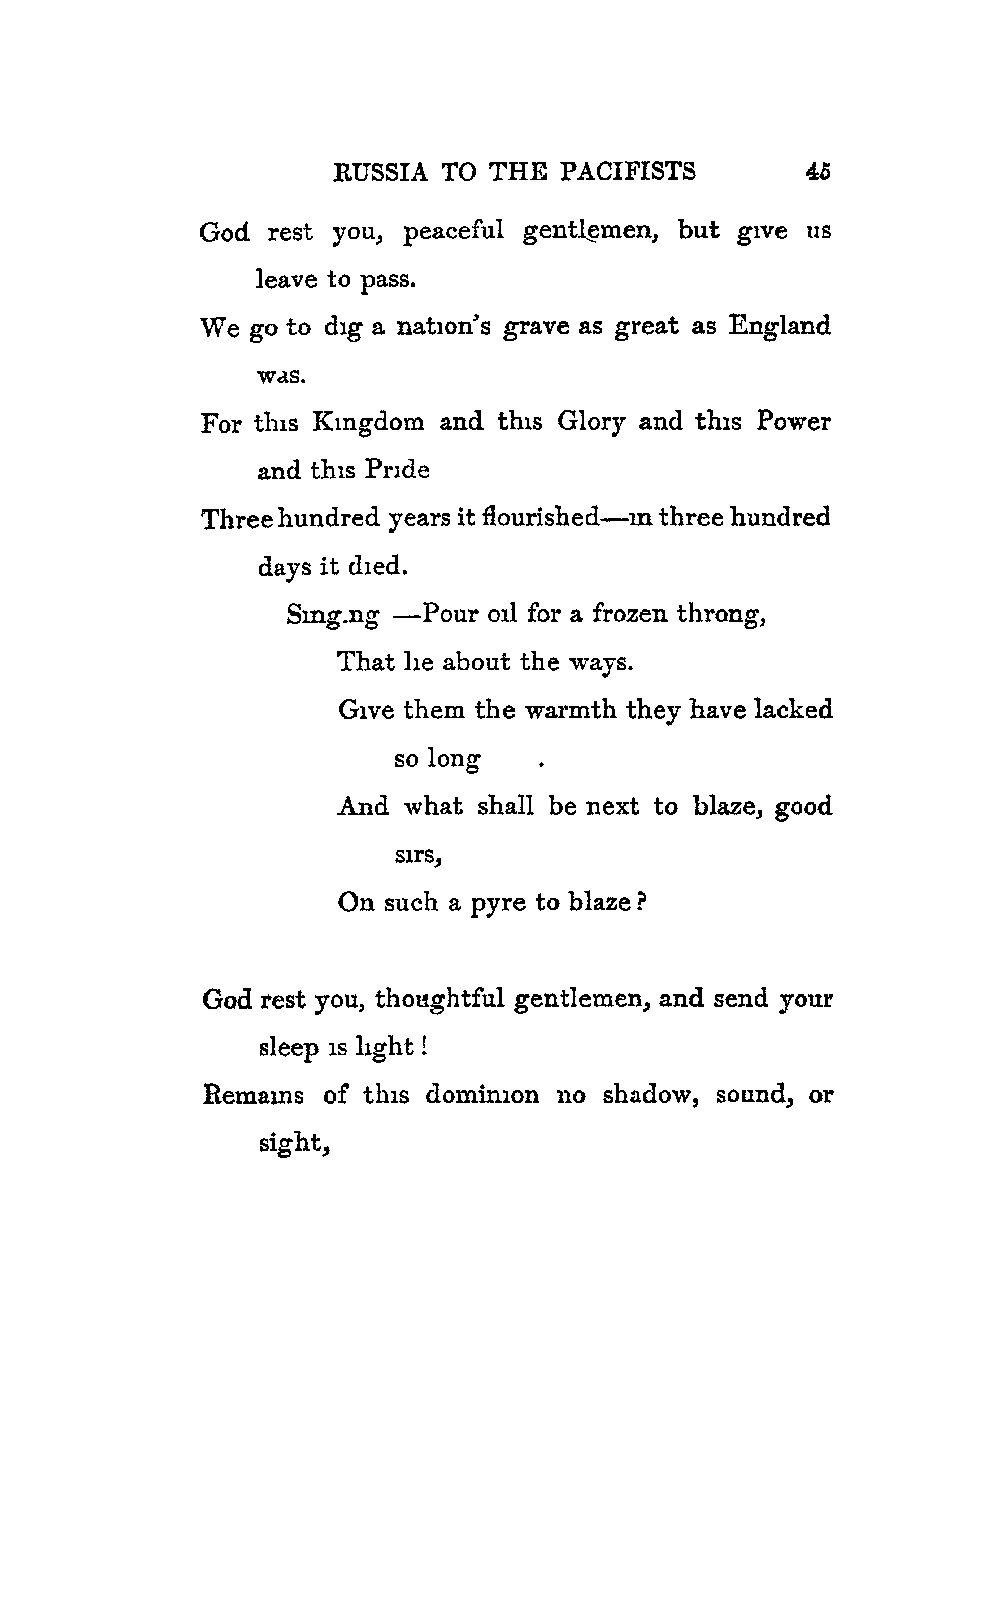 RUSSIA TO THE PACIFISTS 45
God rest you, peaceful gentlemen, but give us
leave to pass.
We go to dig a nation's grave as great as England
was.
For this Kingdom and this Glory and this Power
and this Pride
Three hundred years it flourished—in three hundred
days it died.
Singing —Pour oil for a frozen throng,
That lie about the ways.
Give them the warmth they have lacked
so long .
And what shall be next to blaze, good
sirs,
On such a pyre to blaze?
God rest you, thoughtful gentlemen, and send your
sleep is light!
Remains of this dominion no shadow, sound, or
sight,